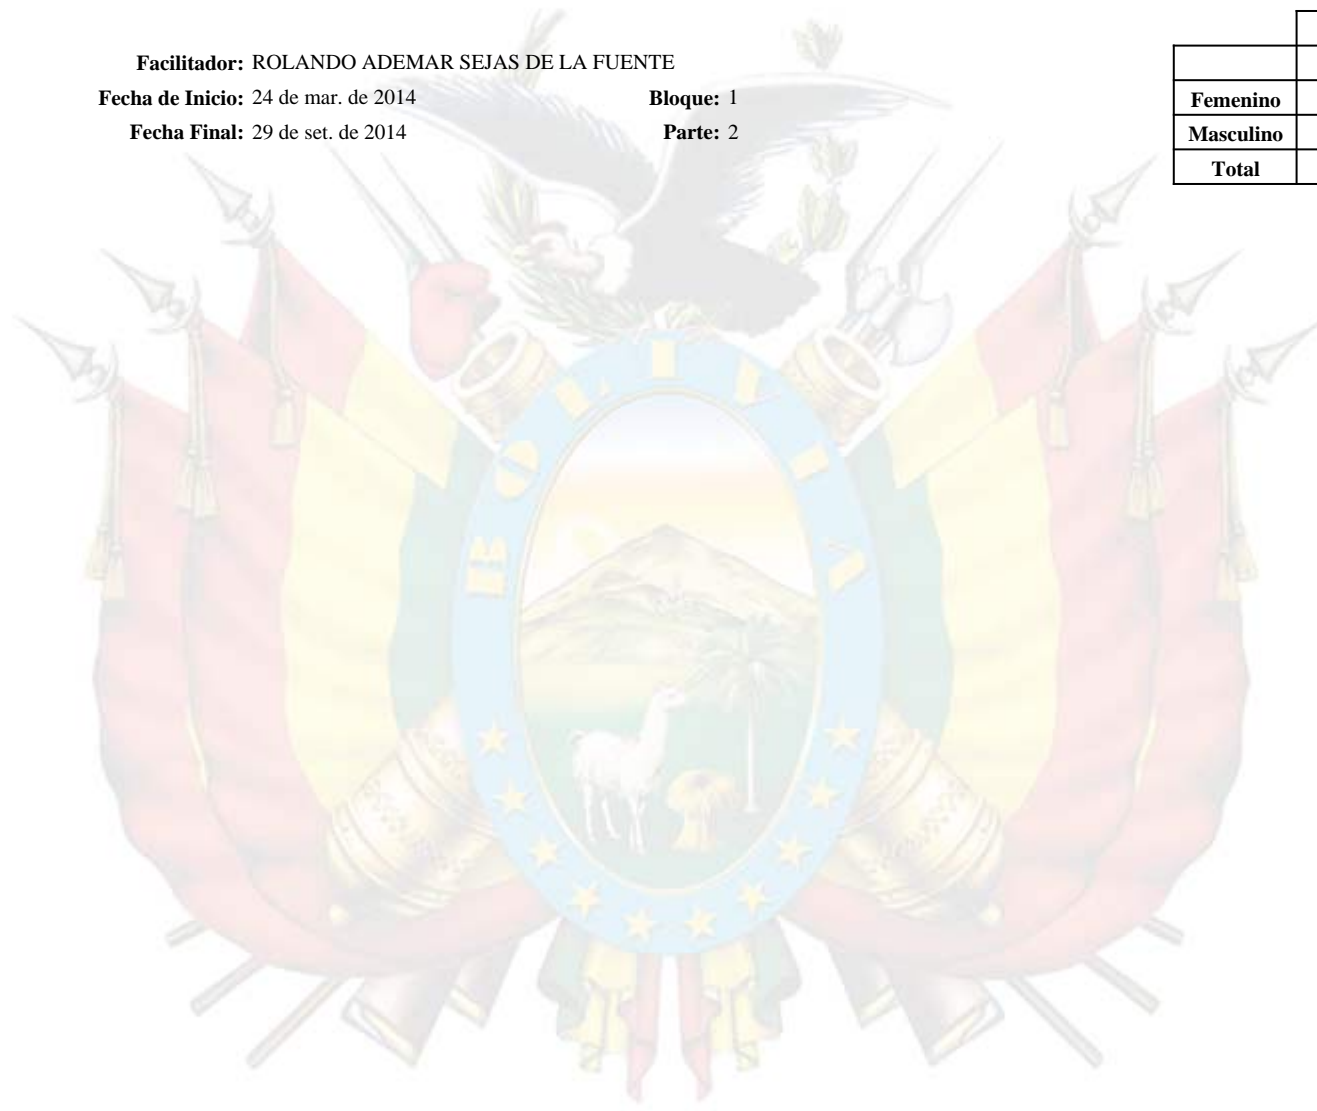 Facilitador: ROLANDO ADEMAR SEJAS DE LA FUENTE
Fecha de Inicio: 24 de mar. de 2014 Bloque: 1
Fecha Final: 29 de set. de 2014 Parte: 2
Femenino
Masculino
Total
BOLIVIA